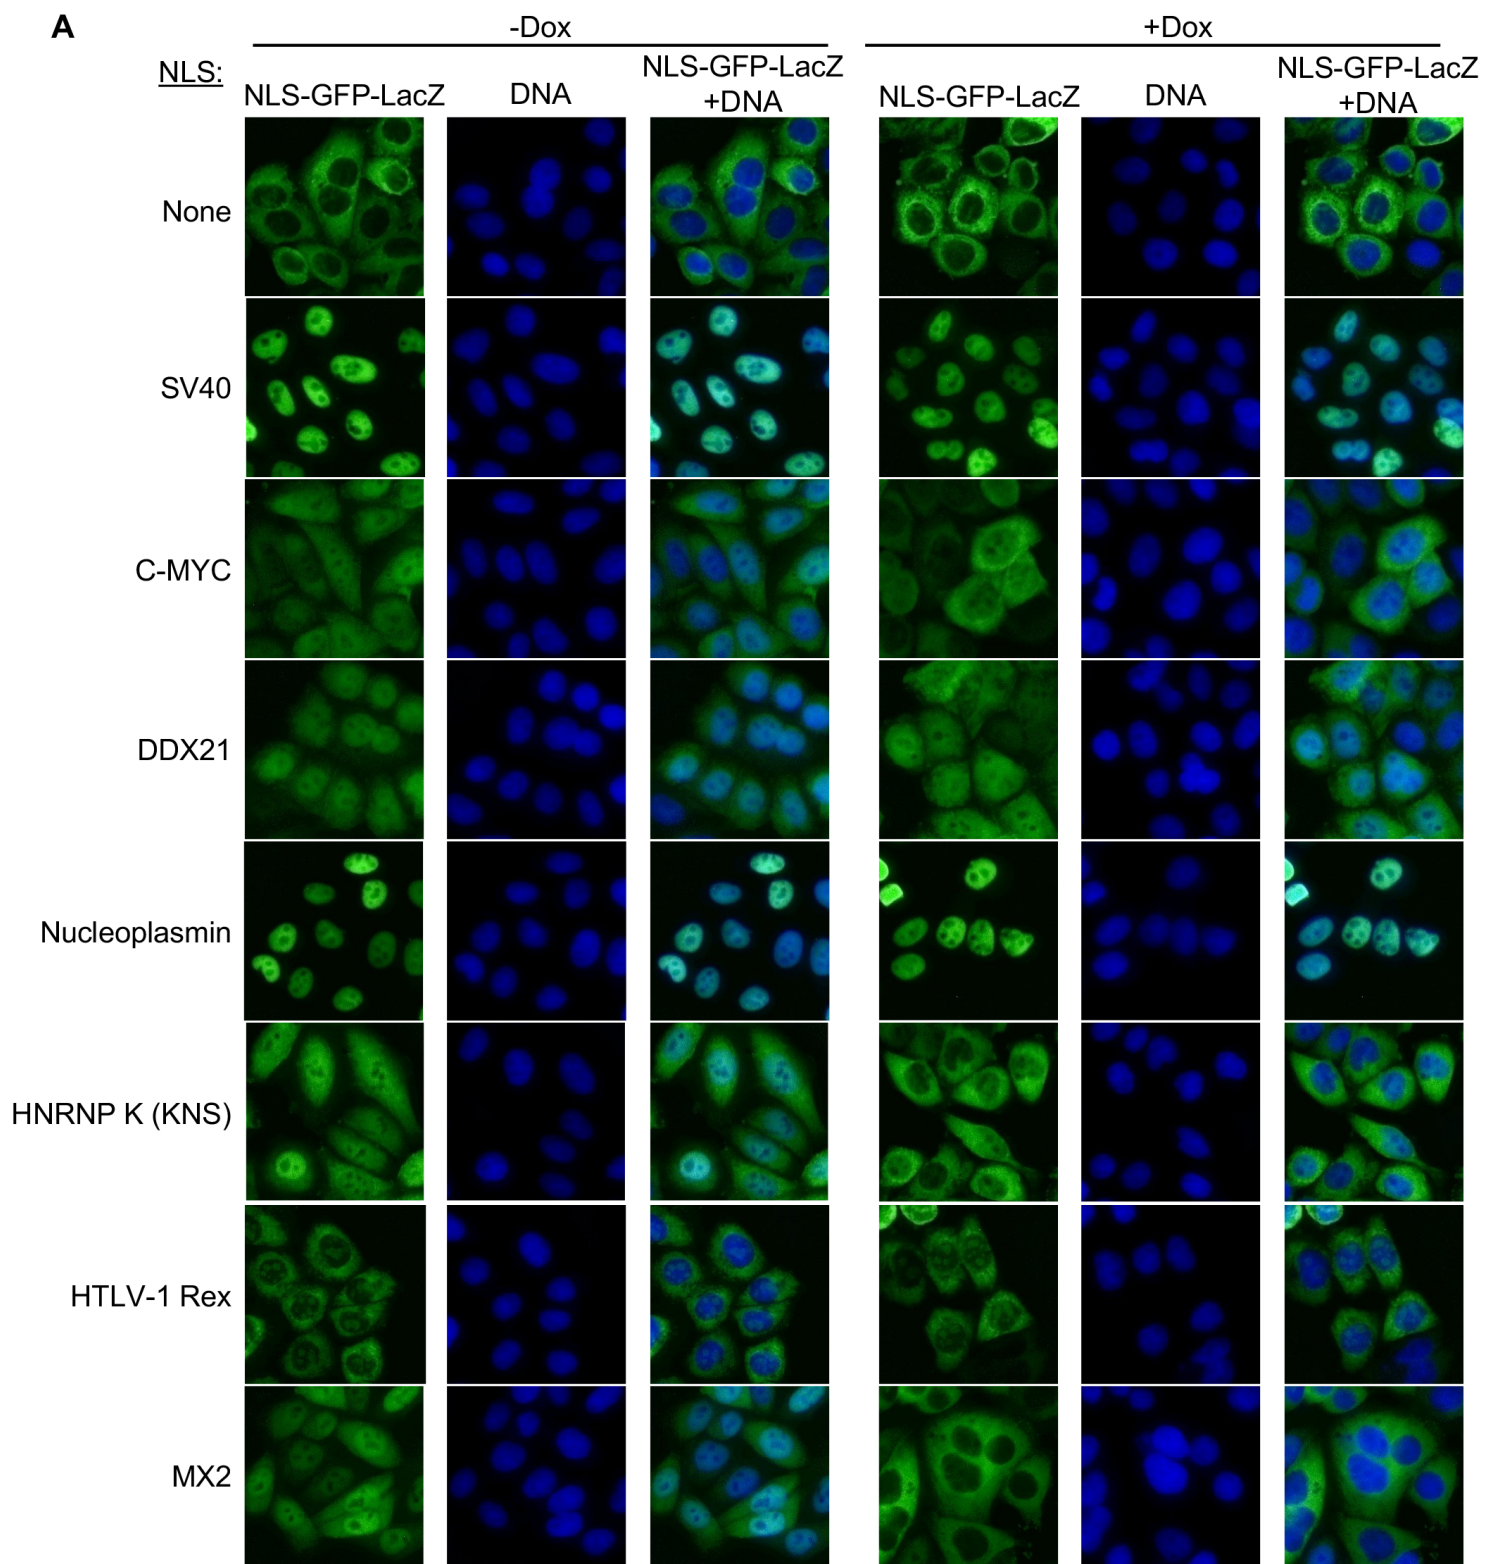 A
-Dox
+Dox
NLS:
NLS-GFP-LacZ
DNA
NLS-GFP-LacZ
+DNA
NLS-GFP-LacZ
DNA
NLS-GFP-LacZ
+DNA
None
SV40
C-MYC
DDX21
Nucleoplasmin
HNRNP K (KNS)
HTLV-1 Rex
MX2